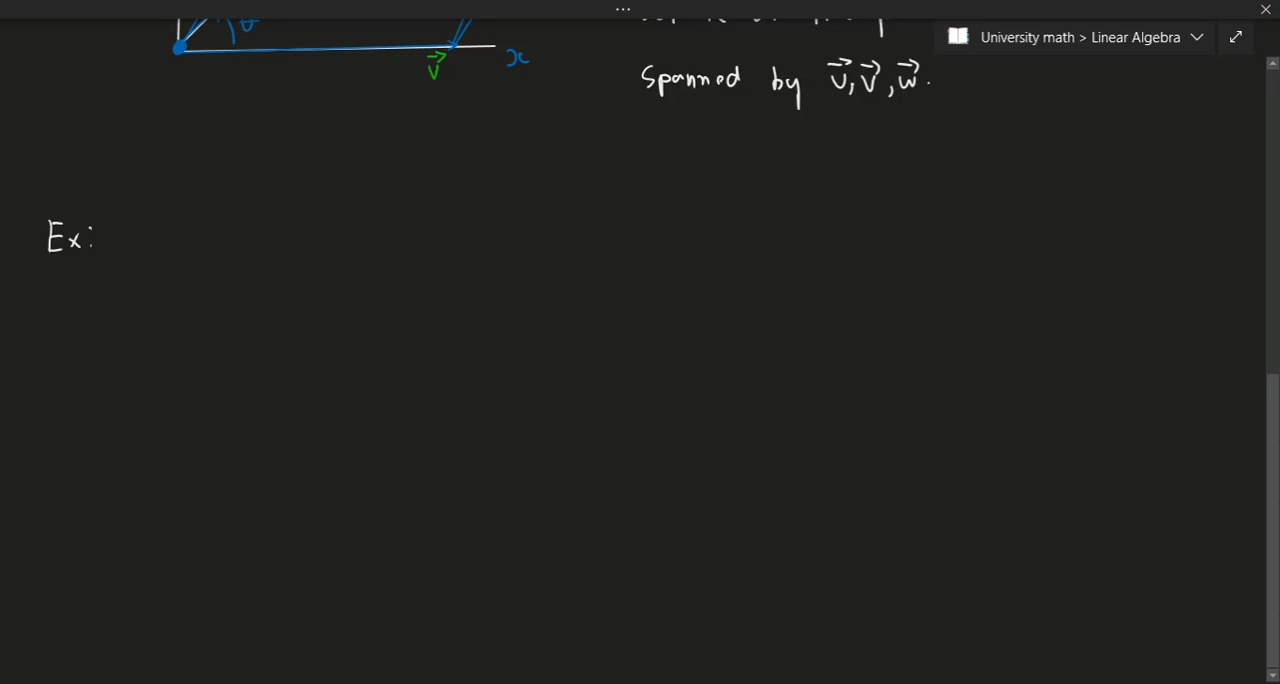 University math > Linear Algebra
θ
x
v⃗
Spanned by u⃗, v⃗, w⃗.
Ex: